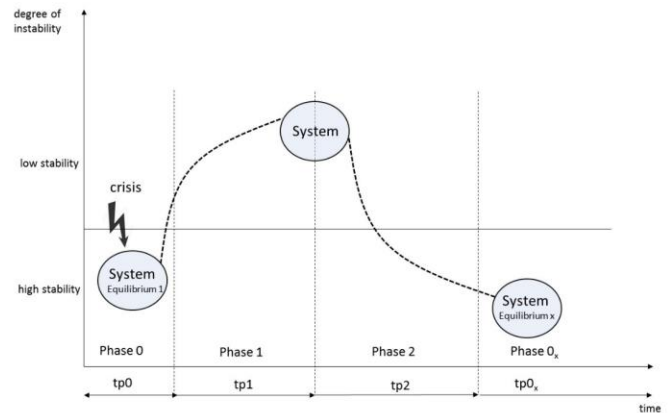 degree of
instability
low stability
crisis
System
high stability
System
Equilibrium 1
System
Equilibrium x
Phase 0
Phase 1
Phase 2
Phase 0ₓ
tp0
tp1
tp2
tp0ₓ
time